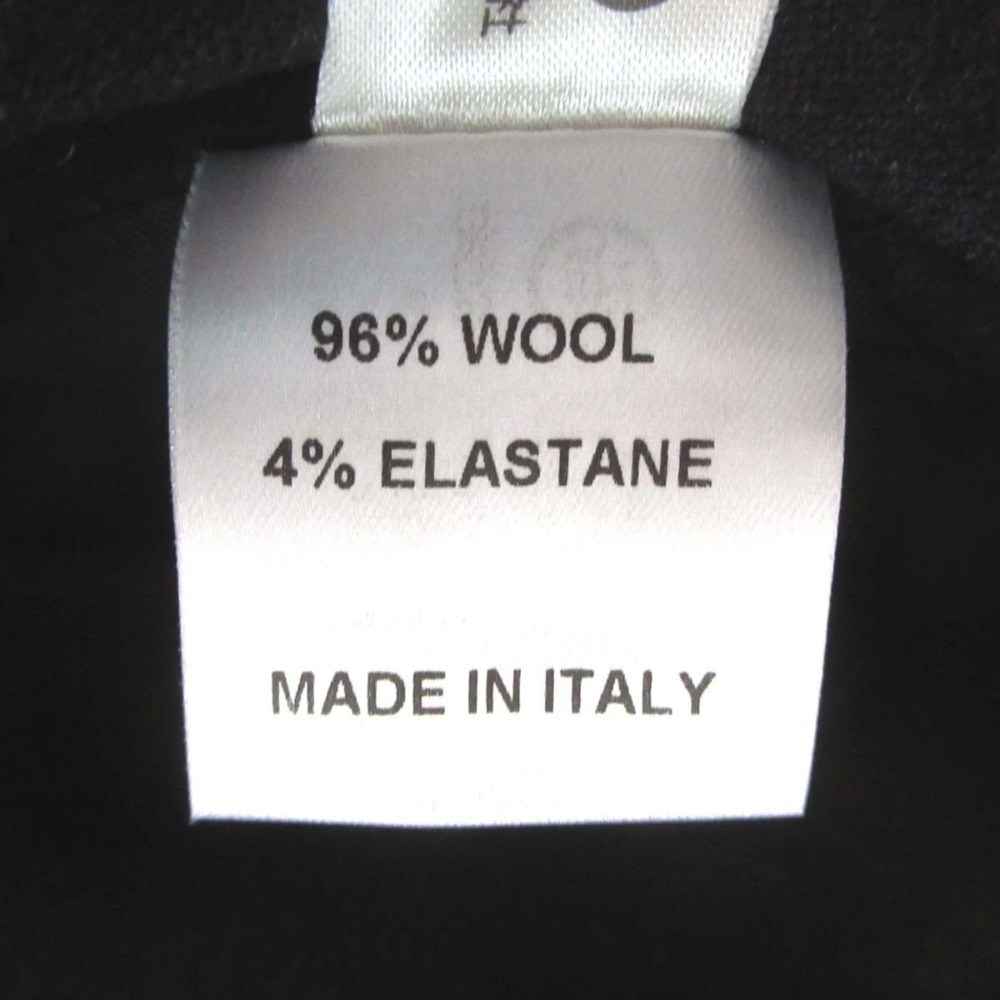 96% WOOL
4% ELASTANE
MADE IN ITALY